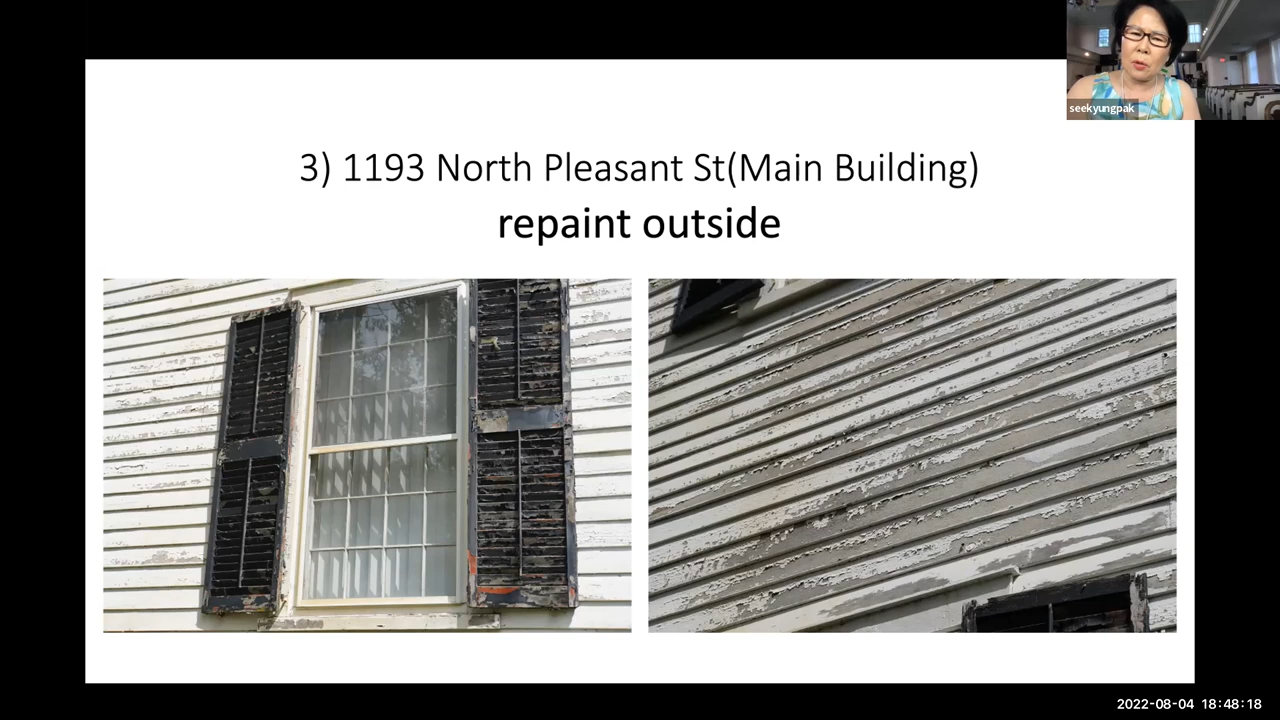 seekyungpak
3) 1193 North Pleasant St(Main Building)
repaint outside
2022-08-04 18:48:18